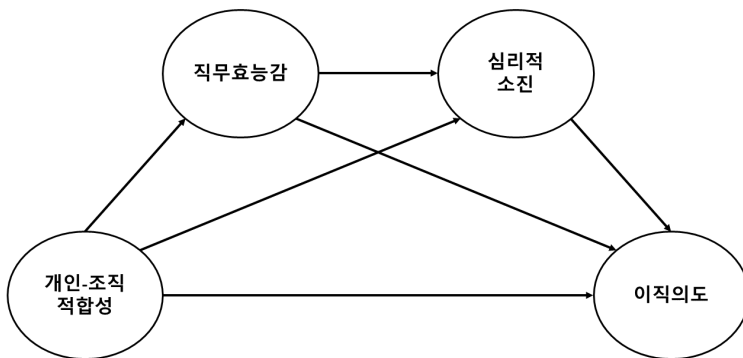 직무효능감
심리적
소진
개인-조직
적합성
이직의도